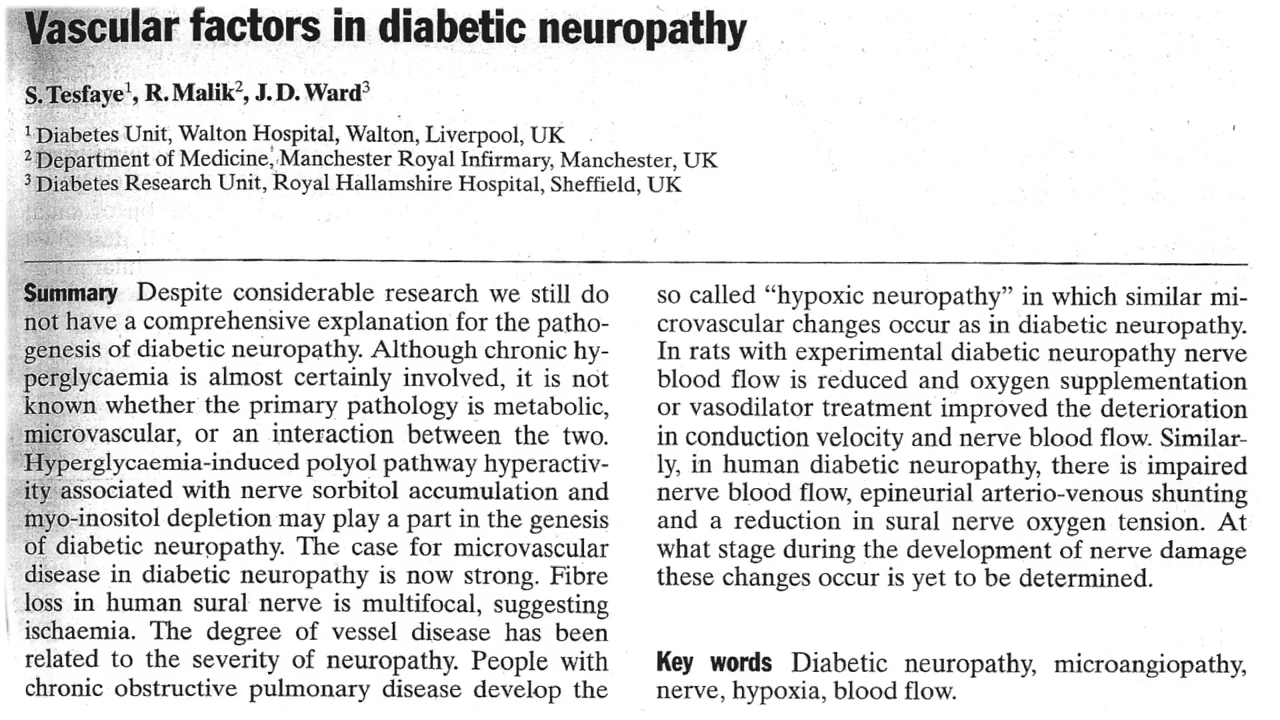 Vascular factors in diabetic neuropathy
S. Tesfaye¹, R. Malik², J. D. Ward³
¹ Diabetes Unit, Walton Hospital, Walton, Liverpool, UK
² Department of Medicine, Manchester Royal Infirmary, Manchester, UK
³ Diabetes Research Unit, Royal Hallamshire Hospital, Sheffield, UK
Summary Despite considerable research we still do
not have a comprehensive explanation for the patho-
genesis of diabetic neuropathy. Although chronic hy-
perglycaemia is almost certainly involved, it is not
known whether the primary pathology is metabolic,
microvascular, or an interaction between the two.
Hyperglycaemia-induced polyol pathway hyperactiv-
ity associated with nerve sorbitol accumulation and
myo-inositol depletion may play a part in the genesis
of diabetic neuropathy. The case for microvascular
disease in diabetic neuropathy is now strong. Fibre
loss in human sural nerve is multifocal, suggesting
ischaemia. The degree of vessel disease has been
related to the severity of neuropathy. People with
chronic obstructive pulmonary disease develop the
so called “hypoxic neuropathy” in which similar mi-
crovascular changes occur as in diabetic neuropathy.
In rats with experimental diabetic neuropathy nerve
blood flow is reduced and oxygen supplementation
or vasodilator treatment improved the deterioration
in conduction velocity and nerve blood flow. Similar-
ly, in human diabetic neuropathy, there is impaired
nerve blood flow, epineurial arterio-venous shunting
and a reduction in sural nerve oxygen tension. At
what stage during the development of nerve damage
these changes occur is yet to be determined.
Key words Diabetic neuropathy, microangiopathy,
nerve, hypoxia, blood flow.